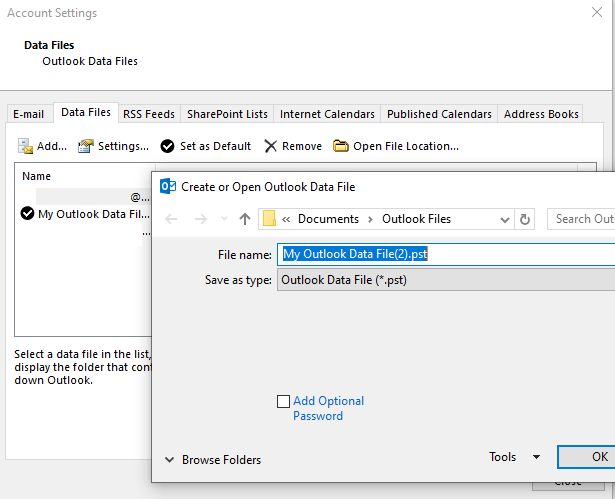 Account Settings
Data Files
Outlook Data Files
E-mail Data Files RSS Feeds SharePoint Lists Internet Calendars Published Calendars Address Books
Add... Settings... Set as Default Remove Open File Location...
Name
@...
My Outlook Data Fil...
...
Select a data file in the list,
display the folder that cont
down Outlook.
Create or Open Outlook Data File
« Documents > Outlook Files
Search Out
File name: My Outlook Data File(2).pst
Save as type: Outlook Data File (*.pst)
Add Optional
Password
Browse Folders
Tools
OK
Close